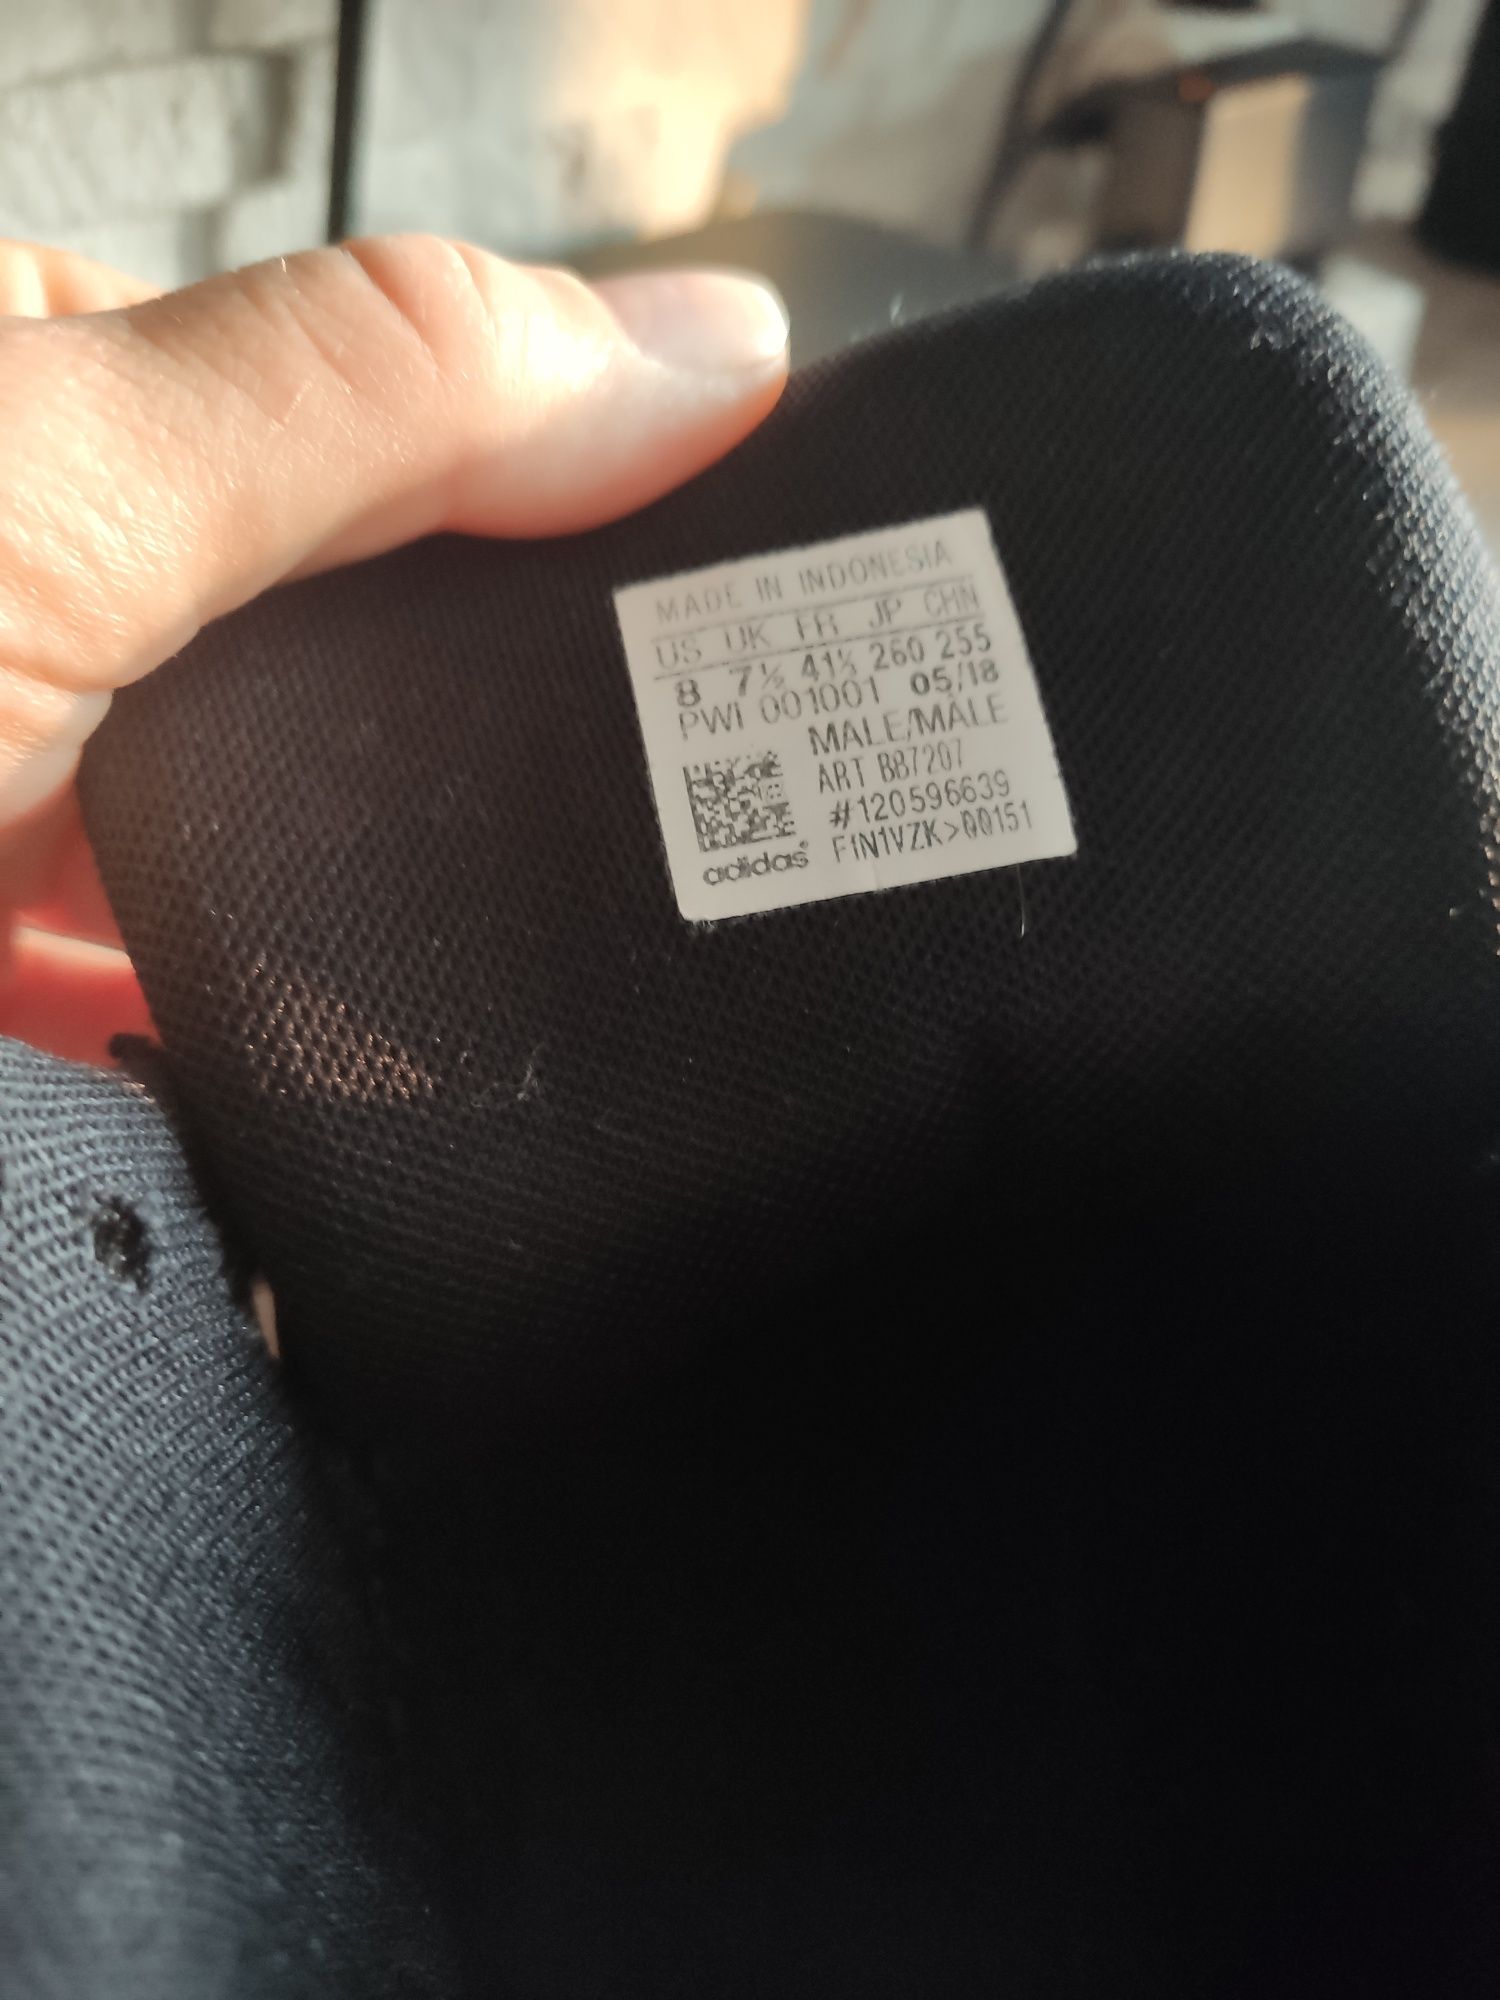 MADE IN INDONESIA
US UK FR JP CHN
8 7½ 41⅓ 260 255
PWI 001001 05/18
MALE/MÂLE
ART BB7207
#120596639
F1N1VZK>00151
adidas®